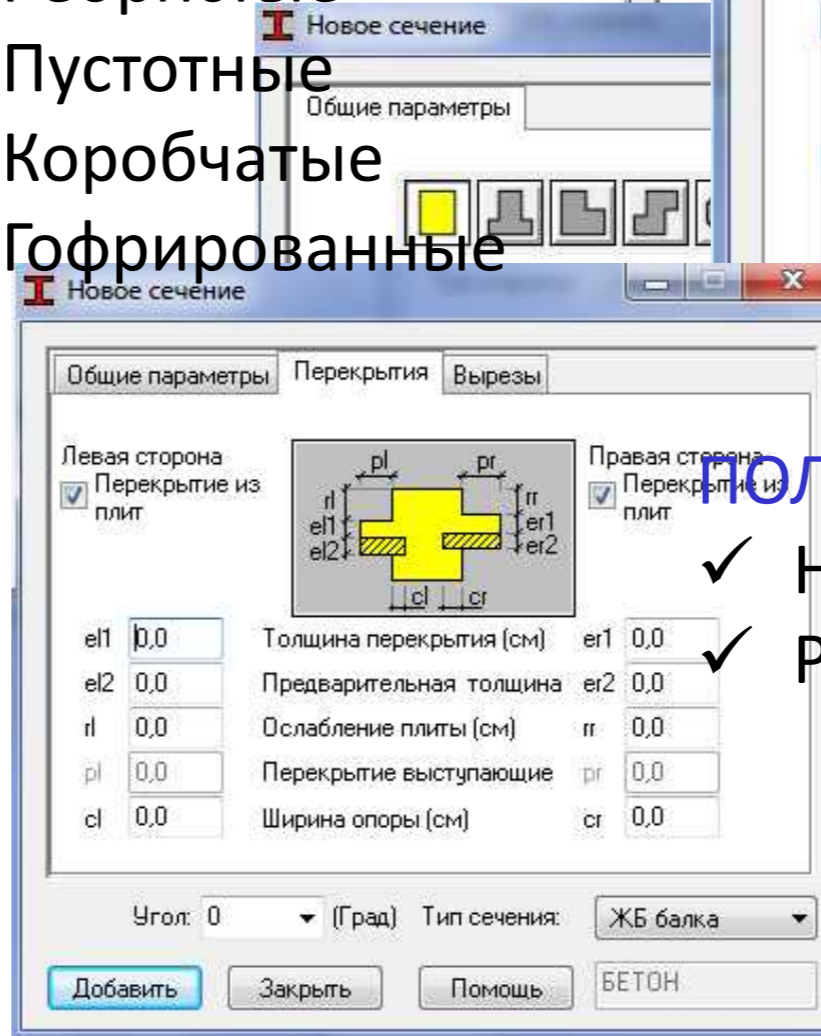 Новое сечение
Пустотные
Общие параметры
Коробчатые
Гофрированные
Новое сечение
Общие параметры Перекрытия Вырезы
Левая сторона
Перекрытие из
плит
pl pr
rl rr
el1 er1
el2 er2
cl cr
Правая сторона
Перекрытие из
плит
ПОЛ
✓ Н
✓ Р
el1 0,0 Толщина перекрытия (см) er1 0,0
el2 0,0 Предварительная толщина er2 0,0
rl 0,0 Ослабление плиты (см) rr 0,0
pl 0,0 Перекрытие выступающие pr 0,0
cl 0,0 Ширина опоры (см) cr 0,0
Угол: 0 (Град) Тип сечения: ЖБ балка
Добавить Закрыть Помощь БЕТОН